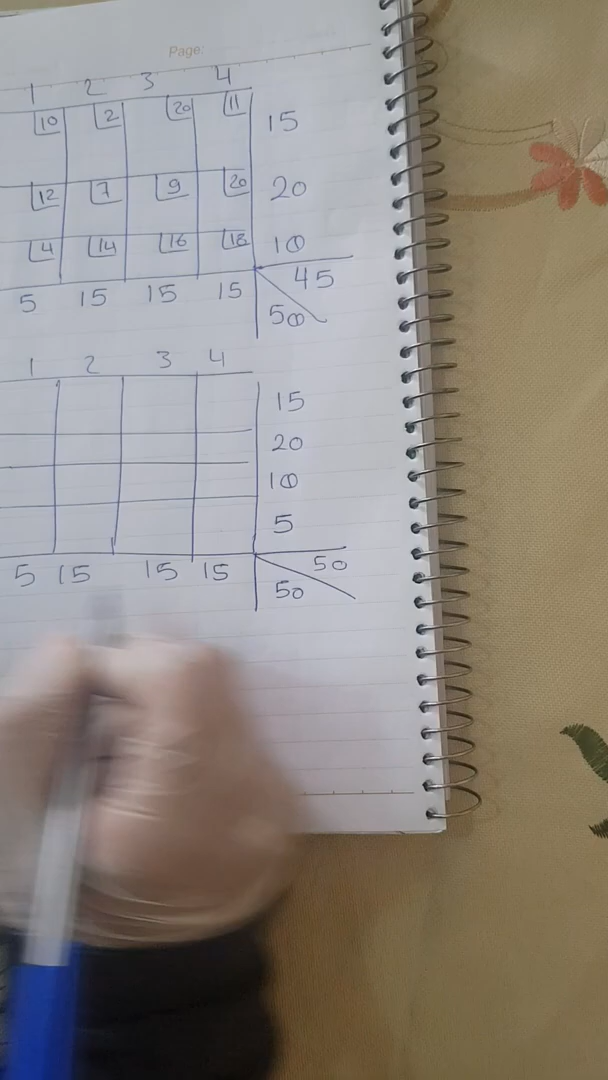 Page:
1 2 3 4
10 2 20 11 15
12 7 9 20 20
4 14 16 18 10
5 15 15 15 45
50
1 2 3 4
15
20
10
5
5 15 15 15 50
50